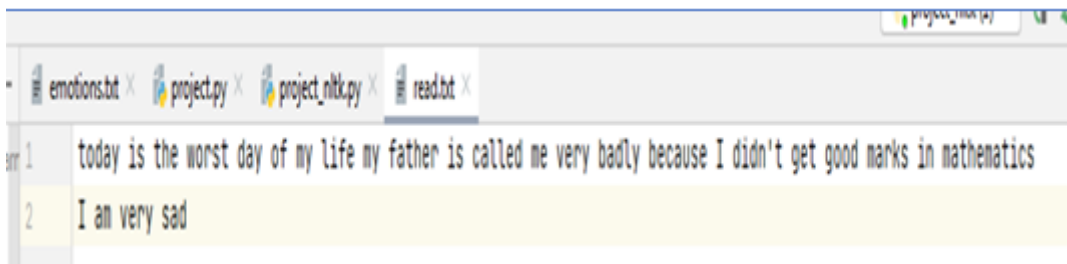 emotions.txt project.py project_nltk.py read.txt
1 today is the worst day of my life my father is called me very badly because I didn't get good marks in mathematics
2 I am very sad